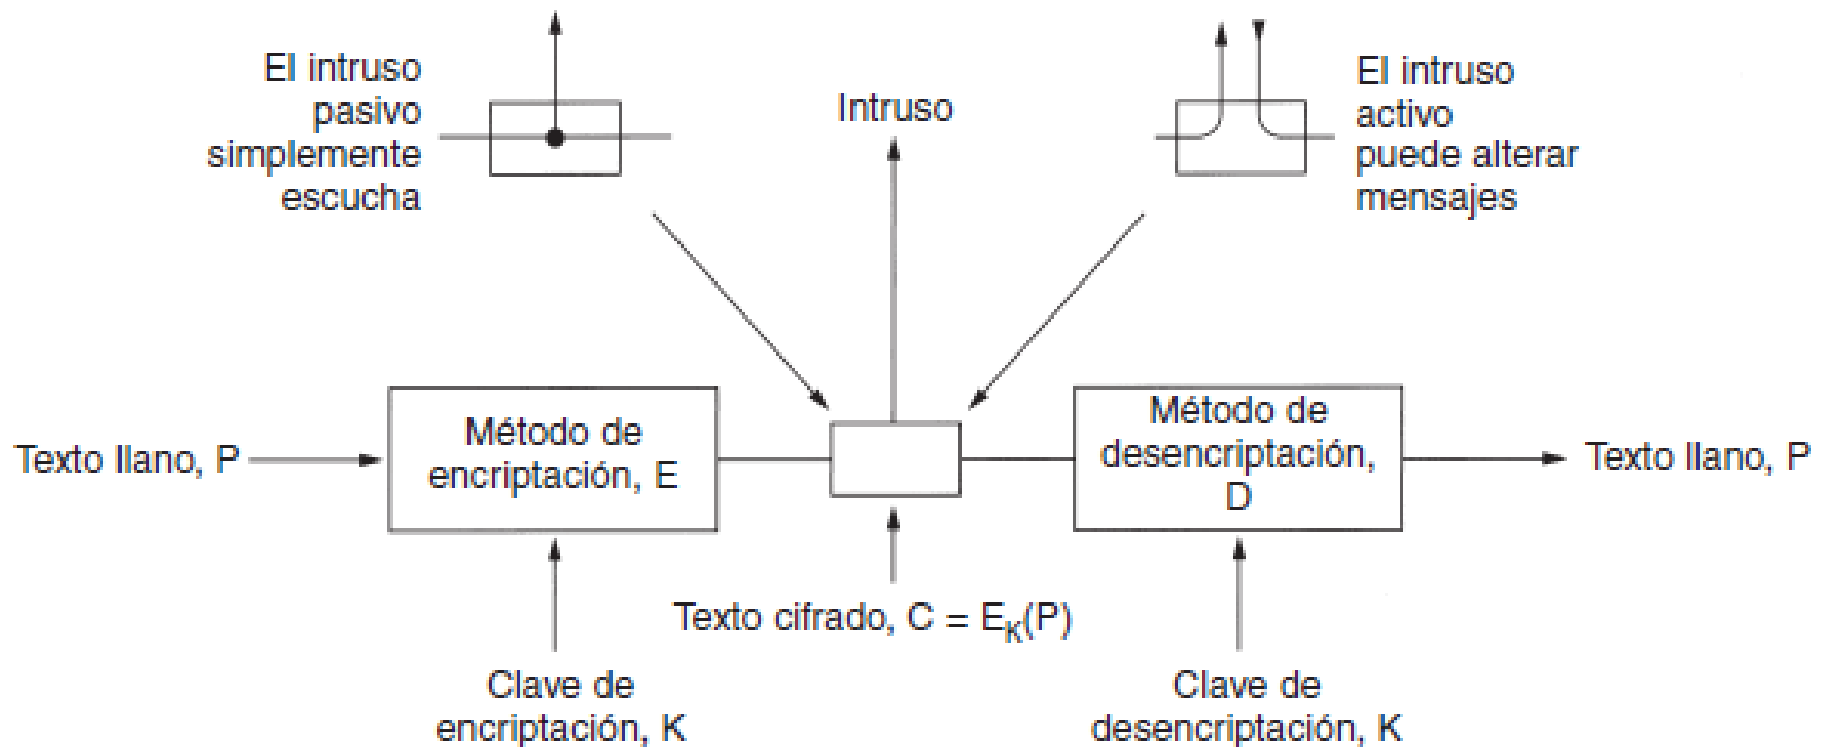 El intruso
pasivo
simplemente
escucha
Intruso
El intruso
activo
puede alterar
mensajes
Texto llano, P
Método de
encriptación, E
Método de
desencriptación,
D
Texto llano, P
Texto cifrado, C = E_K(P)
Clave de
encriptación, K
Clave de
desencriptación, K